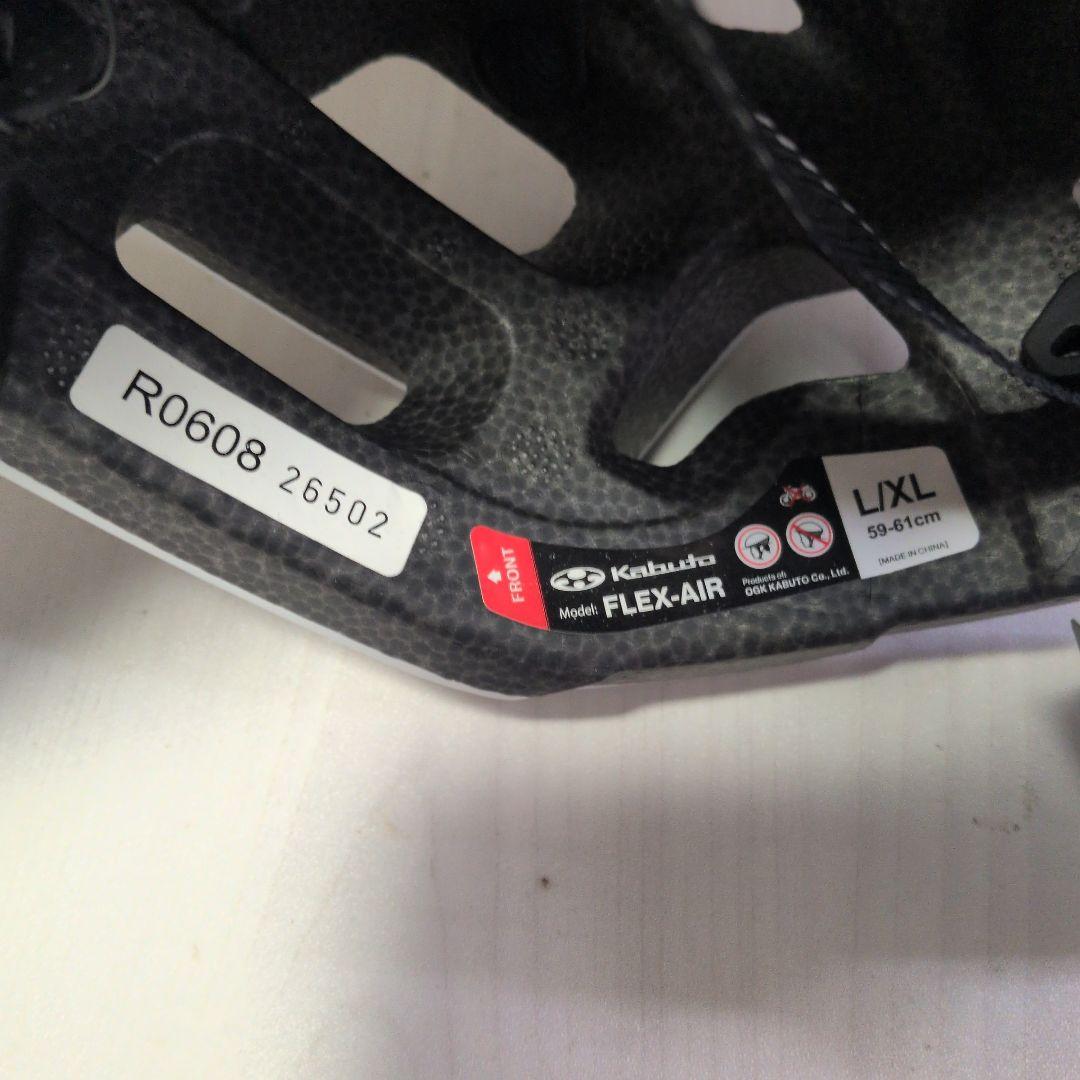 R0608 26502
FRONT
Kabuto
Model: FLEX-AIR
Products of:
OGK KABUTO Co., Ltd.
L/XL
59-61cm
[MADE IN CHINA]